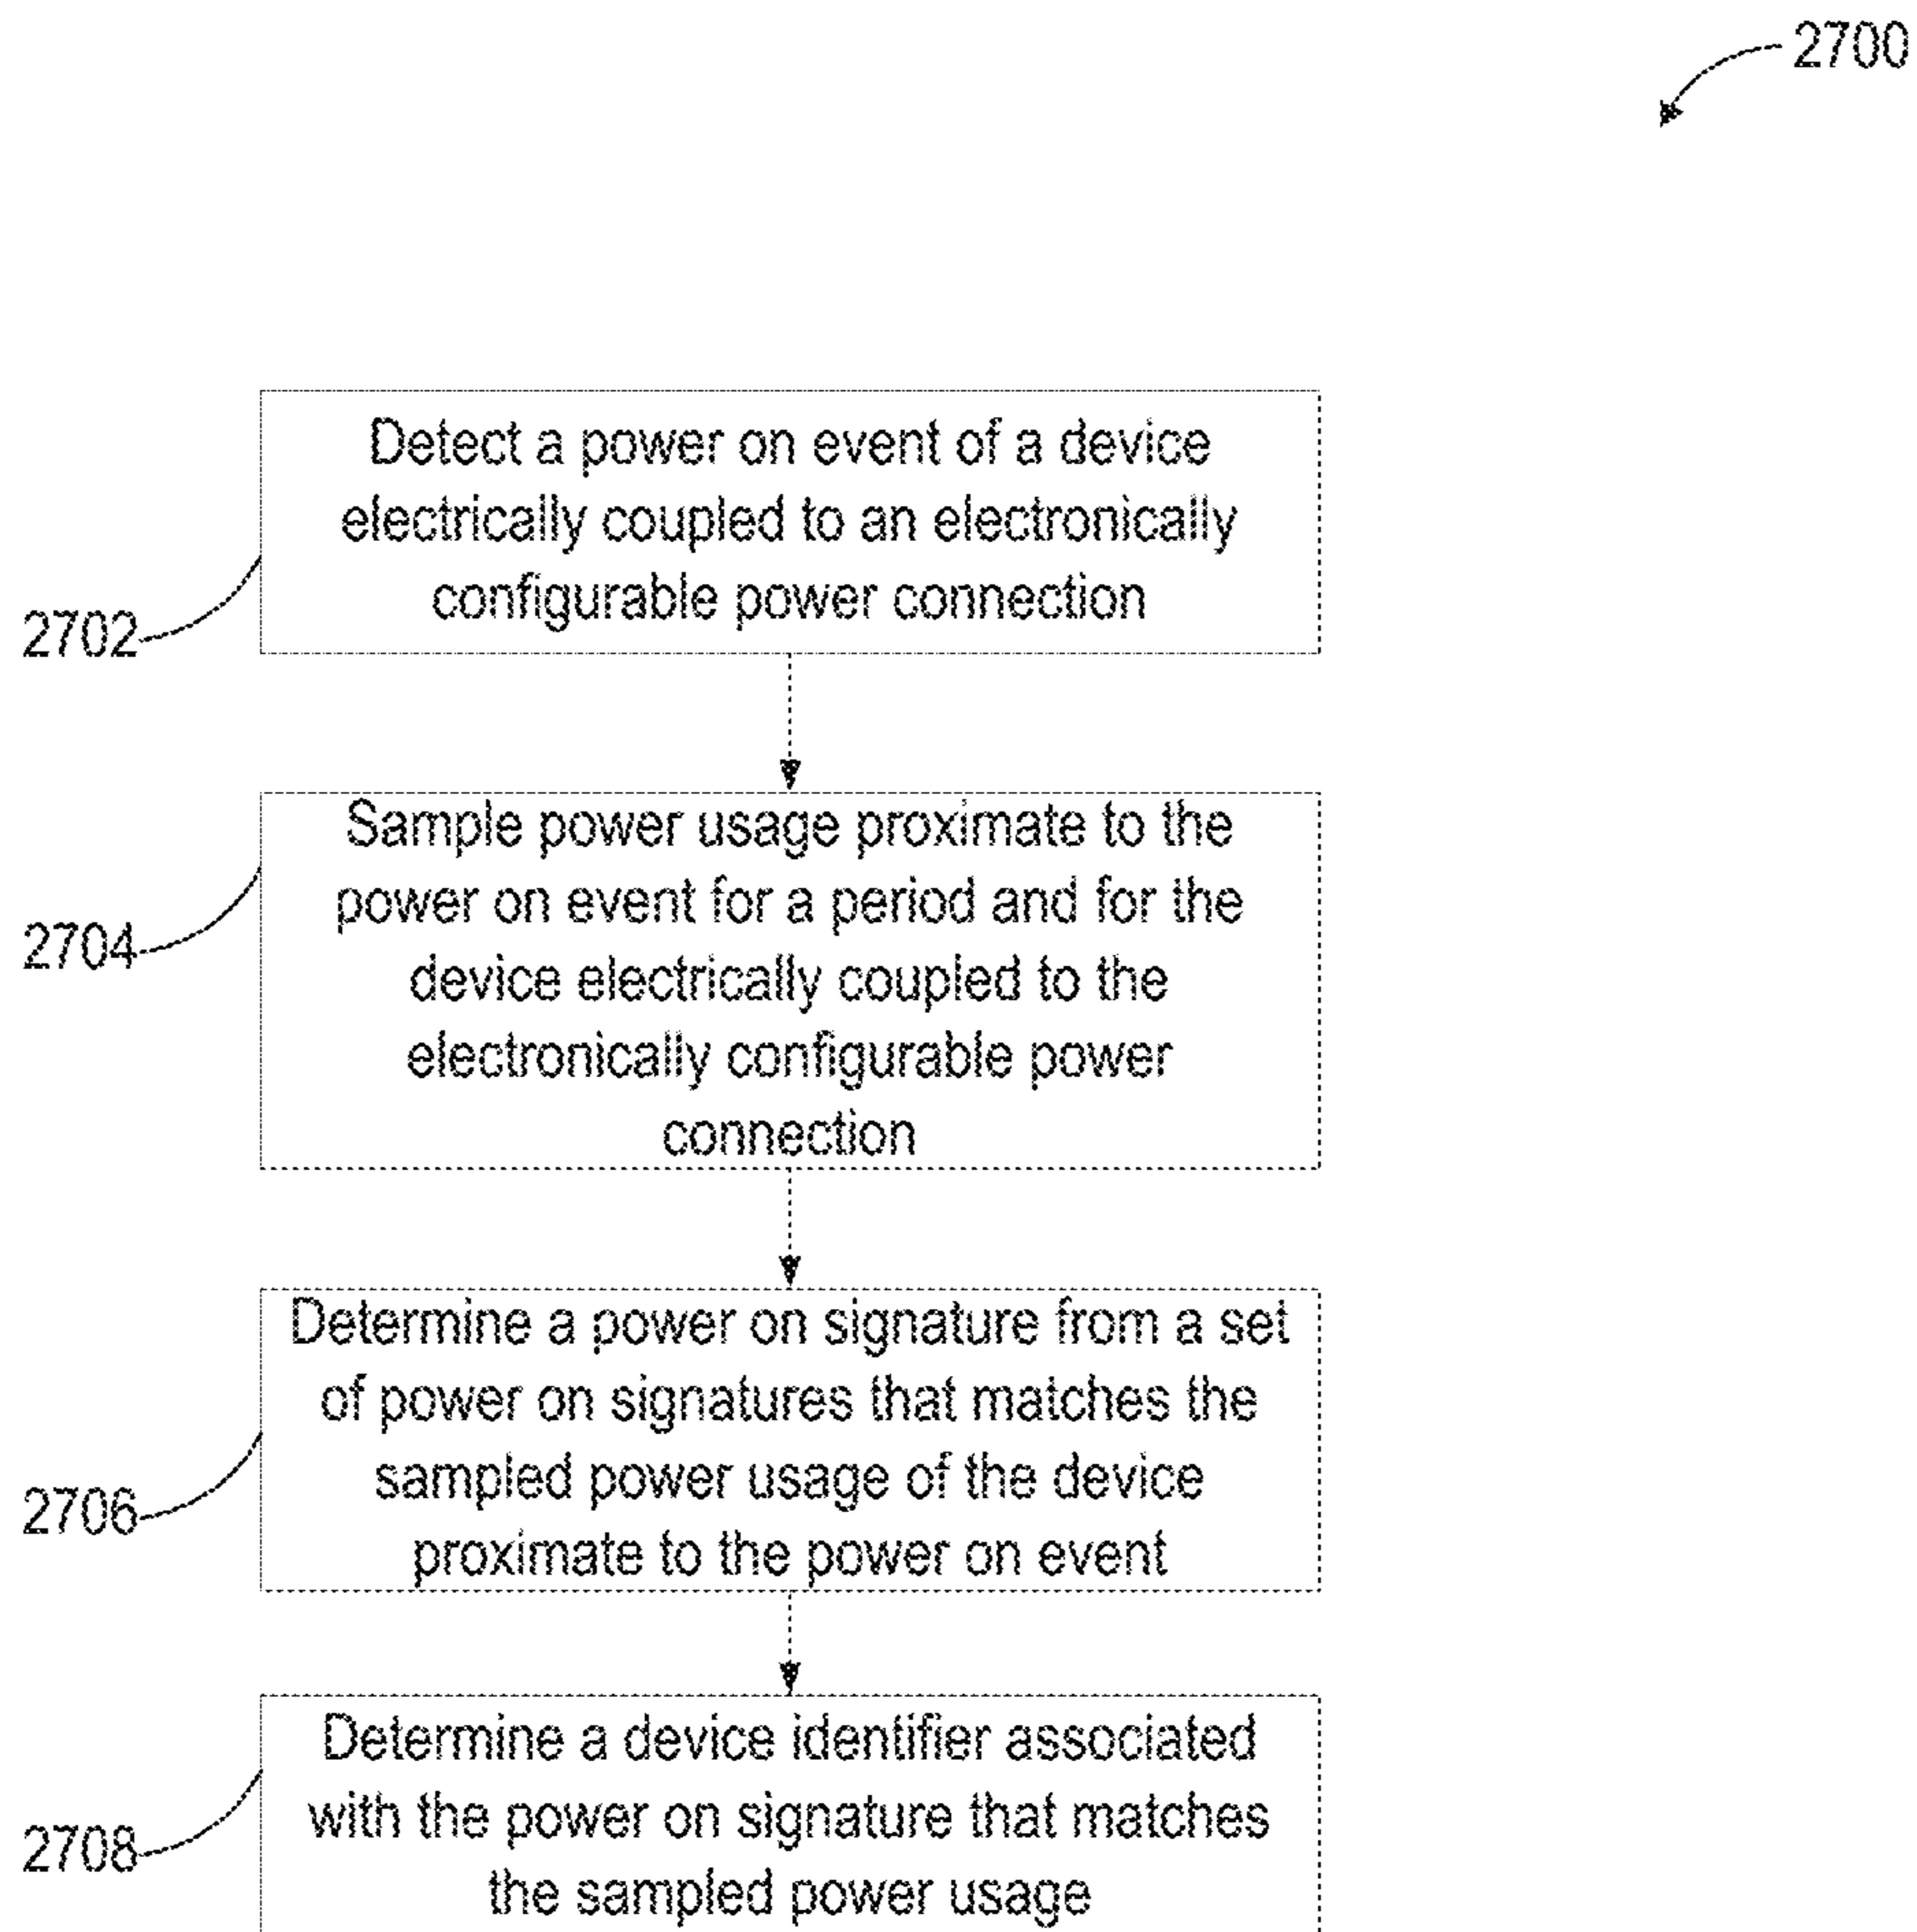 2700
Detect a power on event of a device
electrically coupled to an electronically
configurable power connection
2702
Sample power usage proximate to the
power on event for a period and for the
device electrically coupled to the
electronically configurable power
connection
2704
Determine a power on signature from a set
of power on signatures that matches the
sampled power usage of the device
proximate to the power on event
2706
Determine a device identifier associated
with the power on signature that matches
the sampled power usage
2708